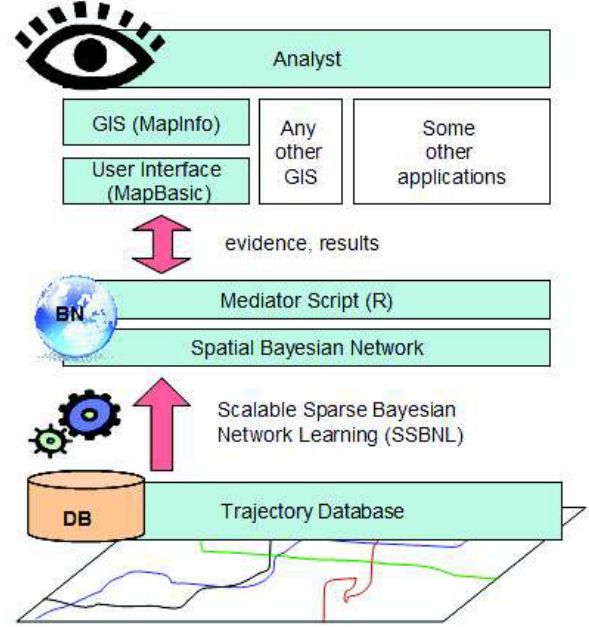 Analyst
GIS (MapInfo)
User Interface
(MapBasic)
Any
other
GIS
Some
other
applications
evidence, results
BN
Mediator Script (R)
Spatial Bayesian Network
Scalable Sparse Bayesian
Network Learning (SSBNL)
DB
Trajectory Database